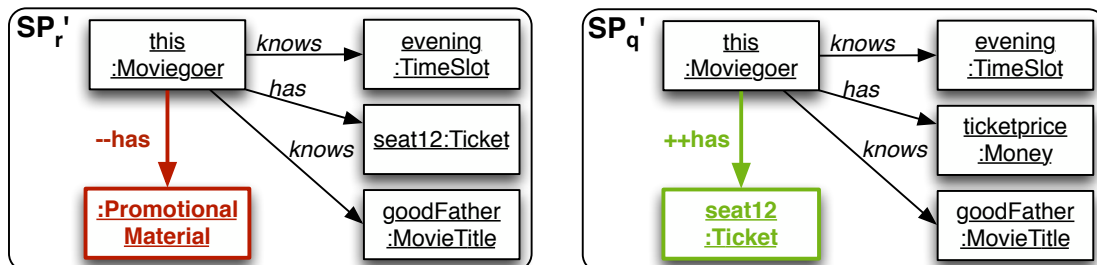 SPr'
this
:Moviegoer
knows
evening
:TimeSlot
has
seat12:Ticket
--has
knows
:Promotional
Material
goodFather
:MovieTitle
SPq'
this
:Moviegoer
knows
evening
:TimeSlot
has
ticketprice
:Money
++has
knows
seat12
:Ticket
goodFather
:MovieTitle